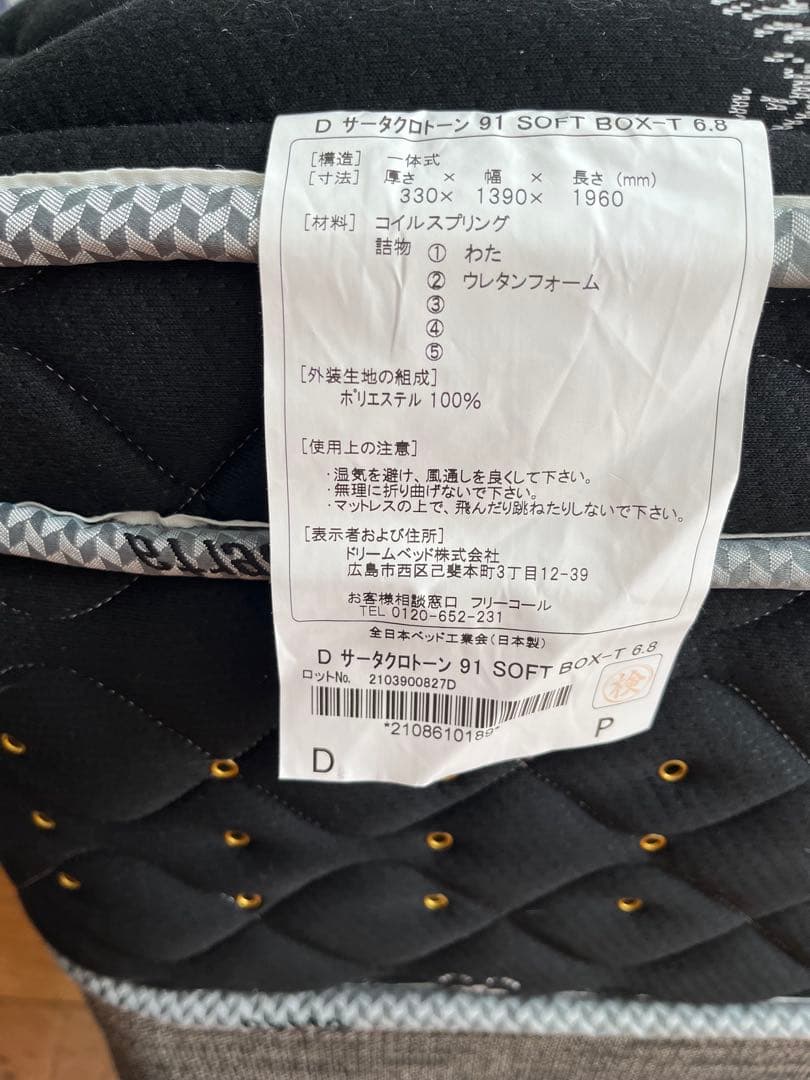 D サータクロトーン 91 SOFT BOX-T 6.8
[構造] 一体式
[寸法] 厚さ × 幅 × 長さ (mm)
330× 1390× 1960
[材料] コイルスプリング
詰物 ① わた
② ウレタンフォーム
③
④
⑤
[外装生地の組成]
ポリエステル 100%
[使用上の注意]
・湿気を避け、風通しを良くして下さい。
・無理に折り曲げないで下さい。
・マットレスの上で、飛んだり跳ねたりしないで下さい。
[表示者および住所]
ドリームベッド株式会社
広島市西区己斐本町3丁目12-39
お客様相談窓口 フリーコール
TEL 0120-652-231
全日本ベッド工業会(日本製)
D サータクロトーン 91 SOFT BOX-T 6.8
ロットNo. 2103900827D
検
*2108610189*
D P